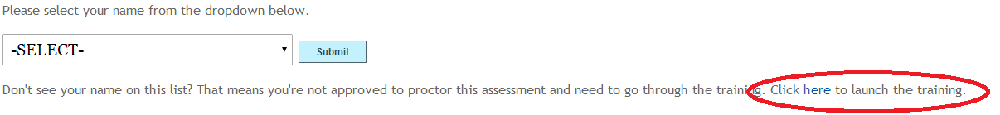 Please select your name from the dropdown below.
-SELECT- Submit
Don't see your name on this list? That means you're not approved to proctor this assessment and need to go through the training. Click here to launch the training.